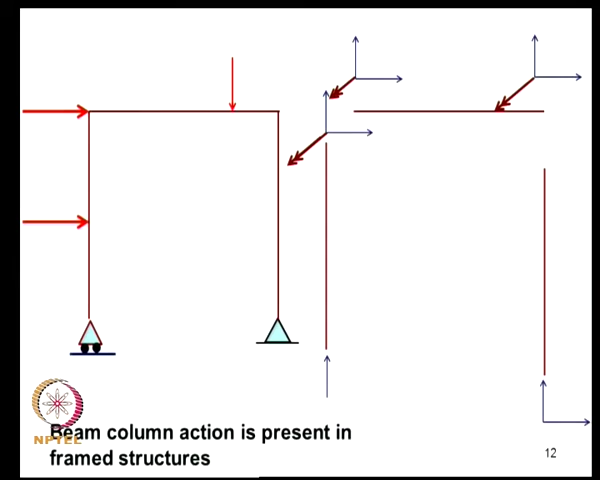 Beam column action is present in
NPTEL
framed structures
12